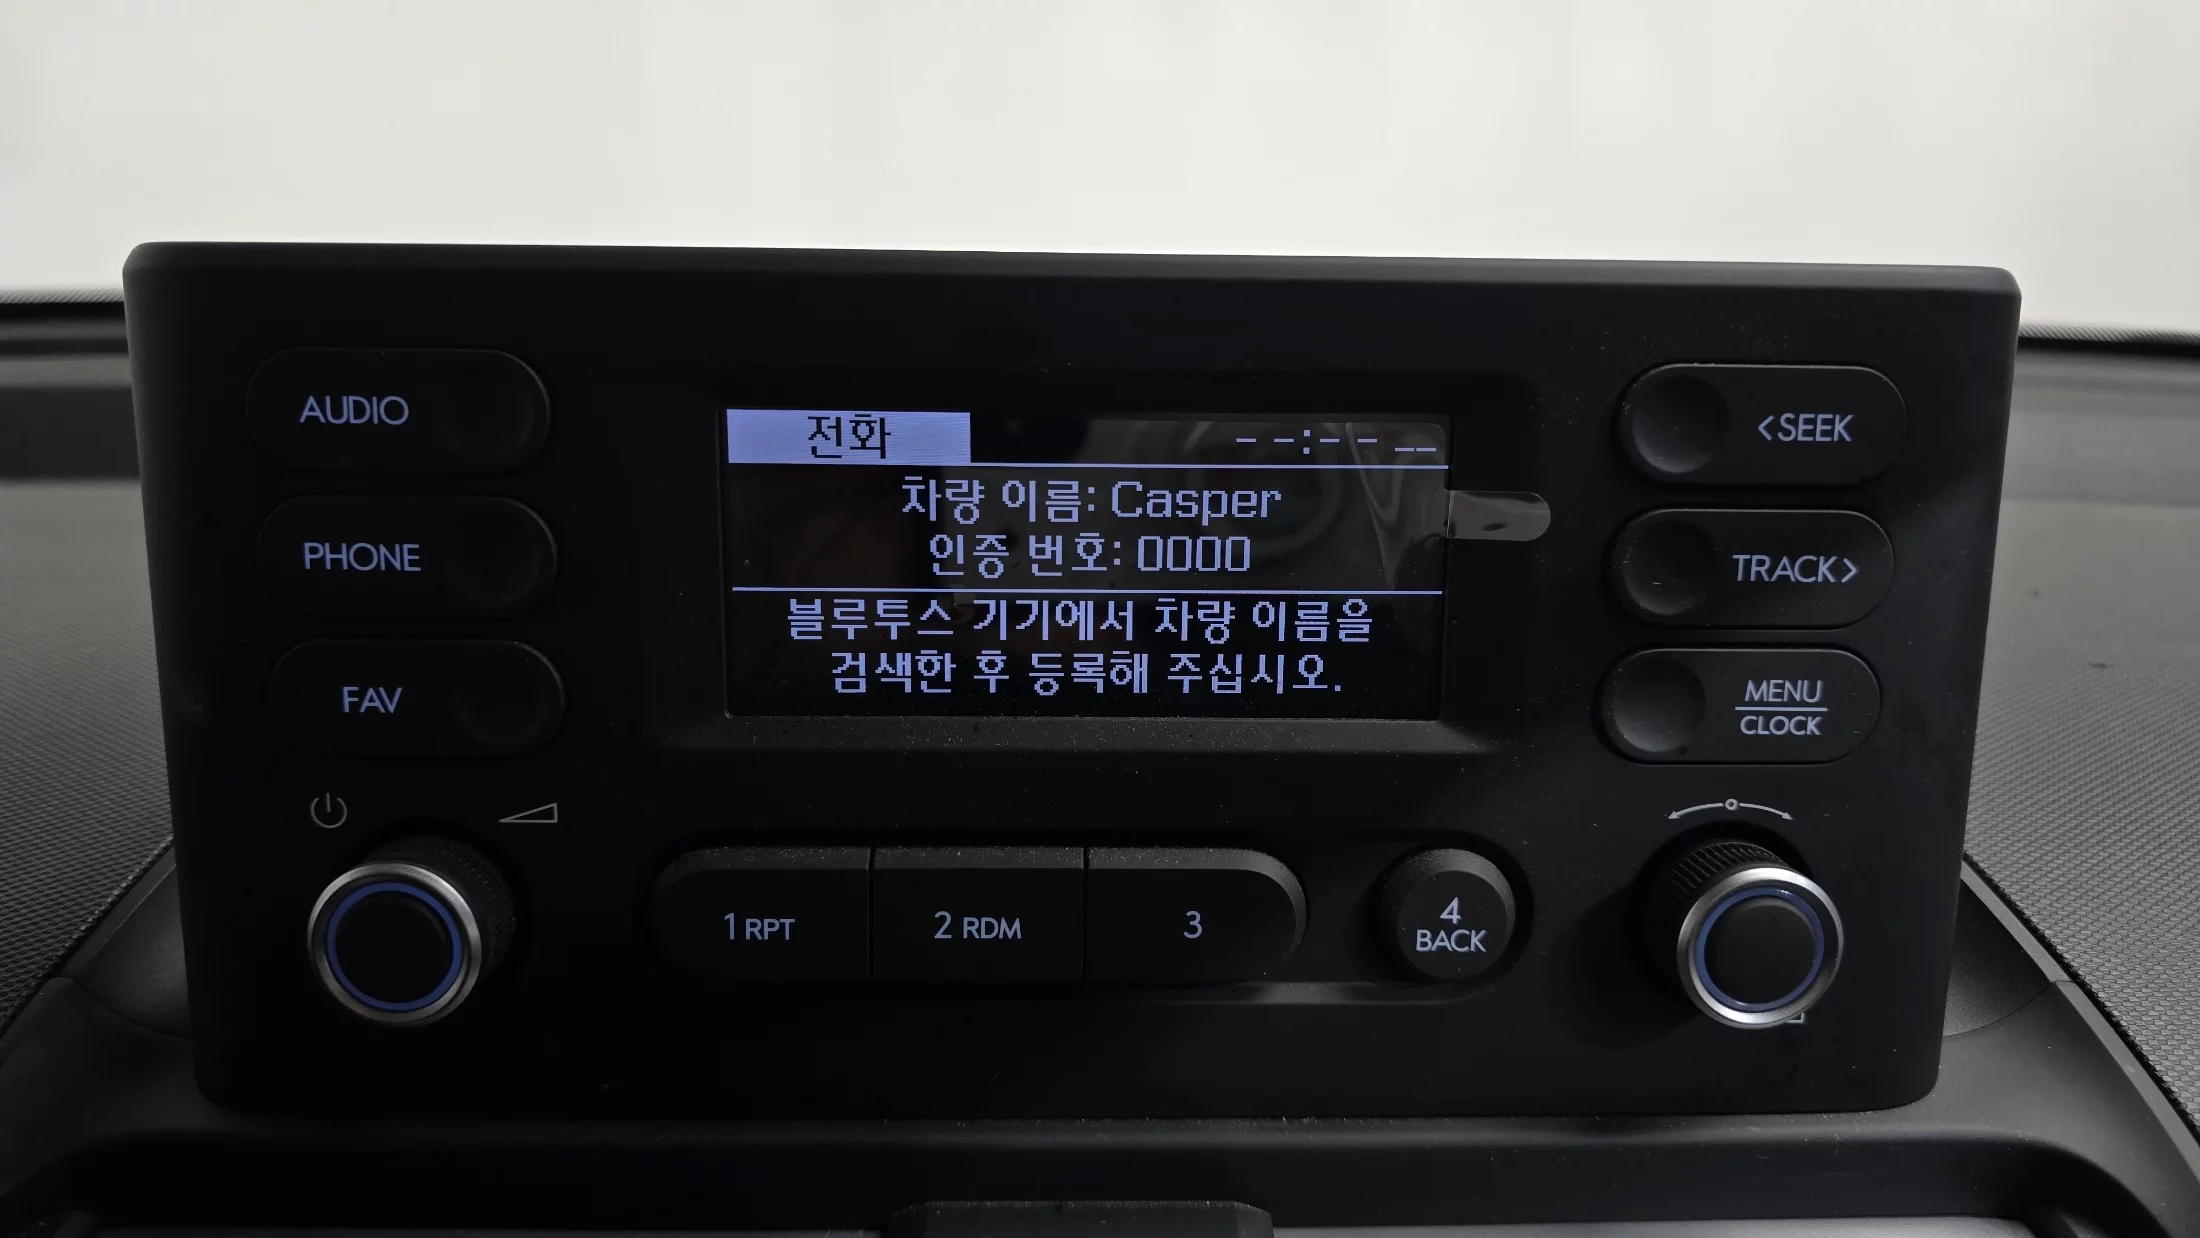 AUDIO
PHONE
FAV
전화 --:-- --
차량 이름: Casper
인증 번호: 0000
블루투스 기기에서 차량 이름을
검색한 후 등록해 주십시오.
<SEEK
TRACK>
MENU
CLOCK
1 RPT
2 RDM
3
4
BACK